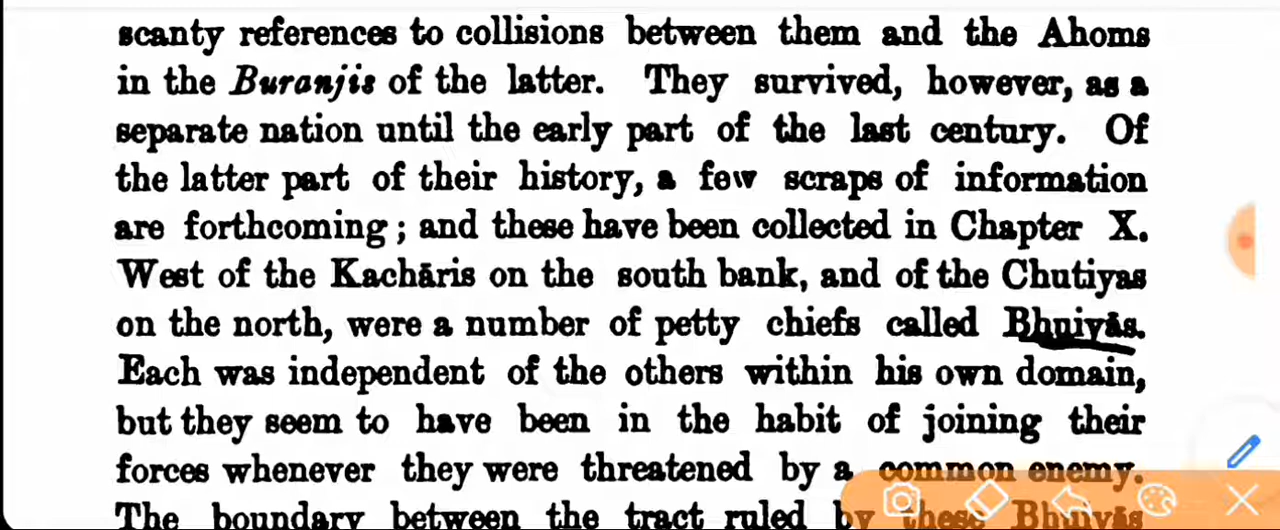 scanty references to collisions between them and the Ahoms
in the Buranjis of the latter. They survived, however, as a
separate nation until the early part of the last century. Of
the latter part of their history, a few scraps of information
are forthcoming; and these have been collected in Chapter X.
West of the Kachāris on the south bank, and of the Chutiyas
on the north, were a number of petty chiefs called Bhuiyās.
Each was independent of the others within his own domain,
but they seem to have been in the habit of joining their
forces whenever they were threatened by a common enemy.
The boundary between the tract ruled by these Bhuiyās